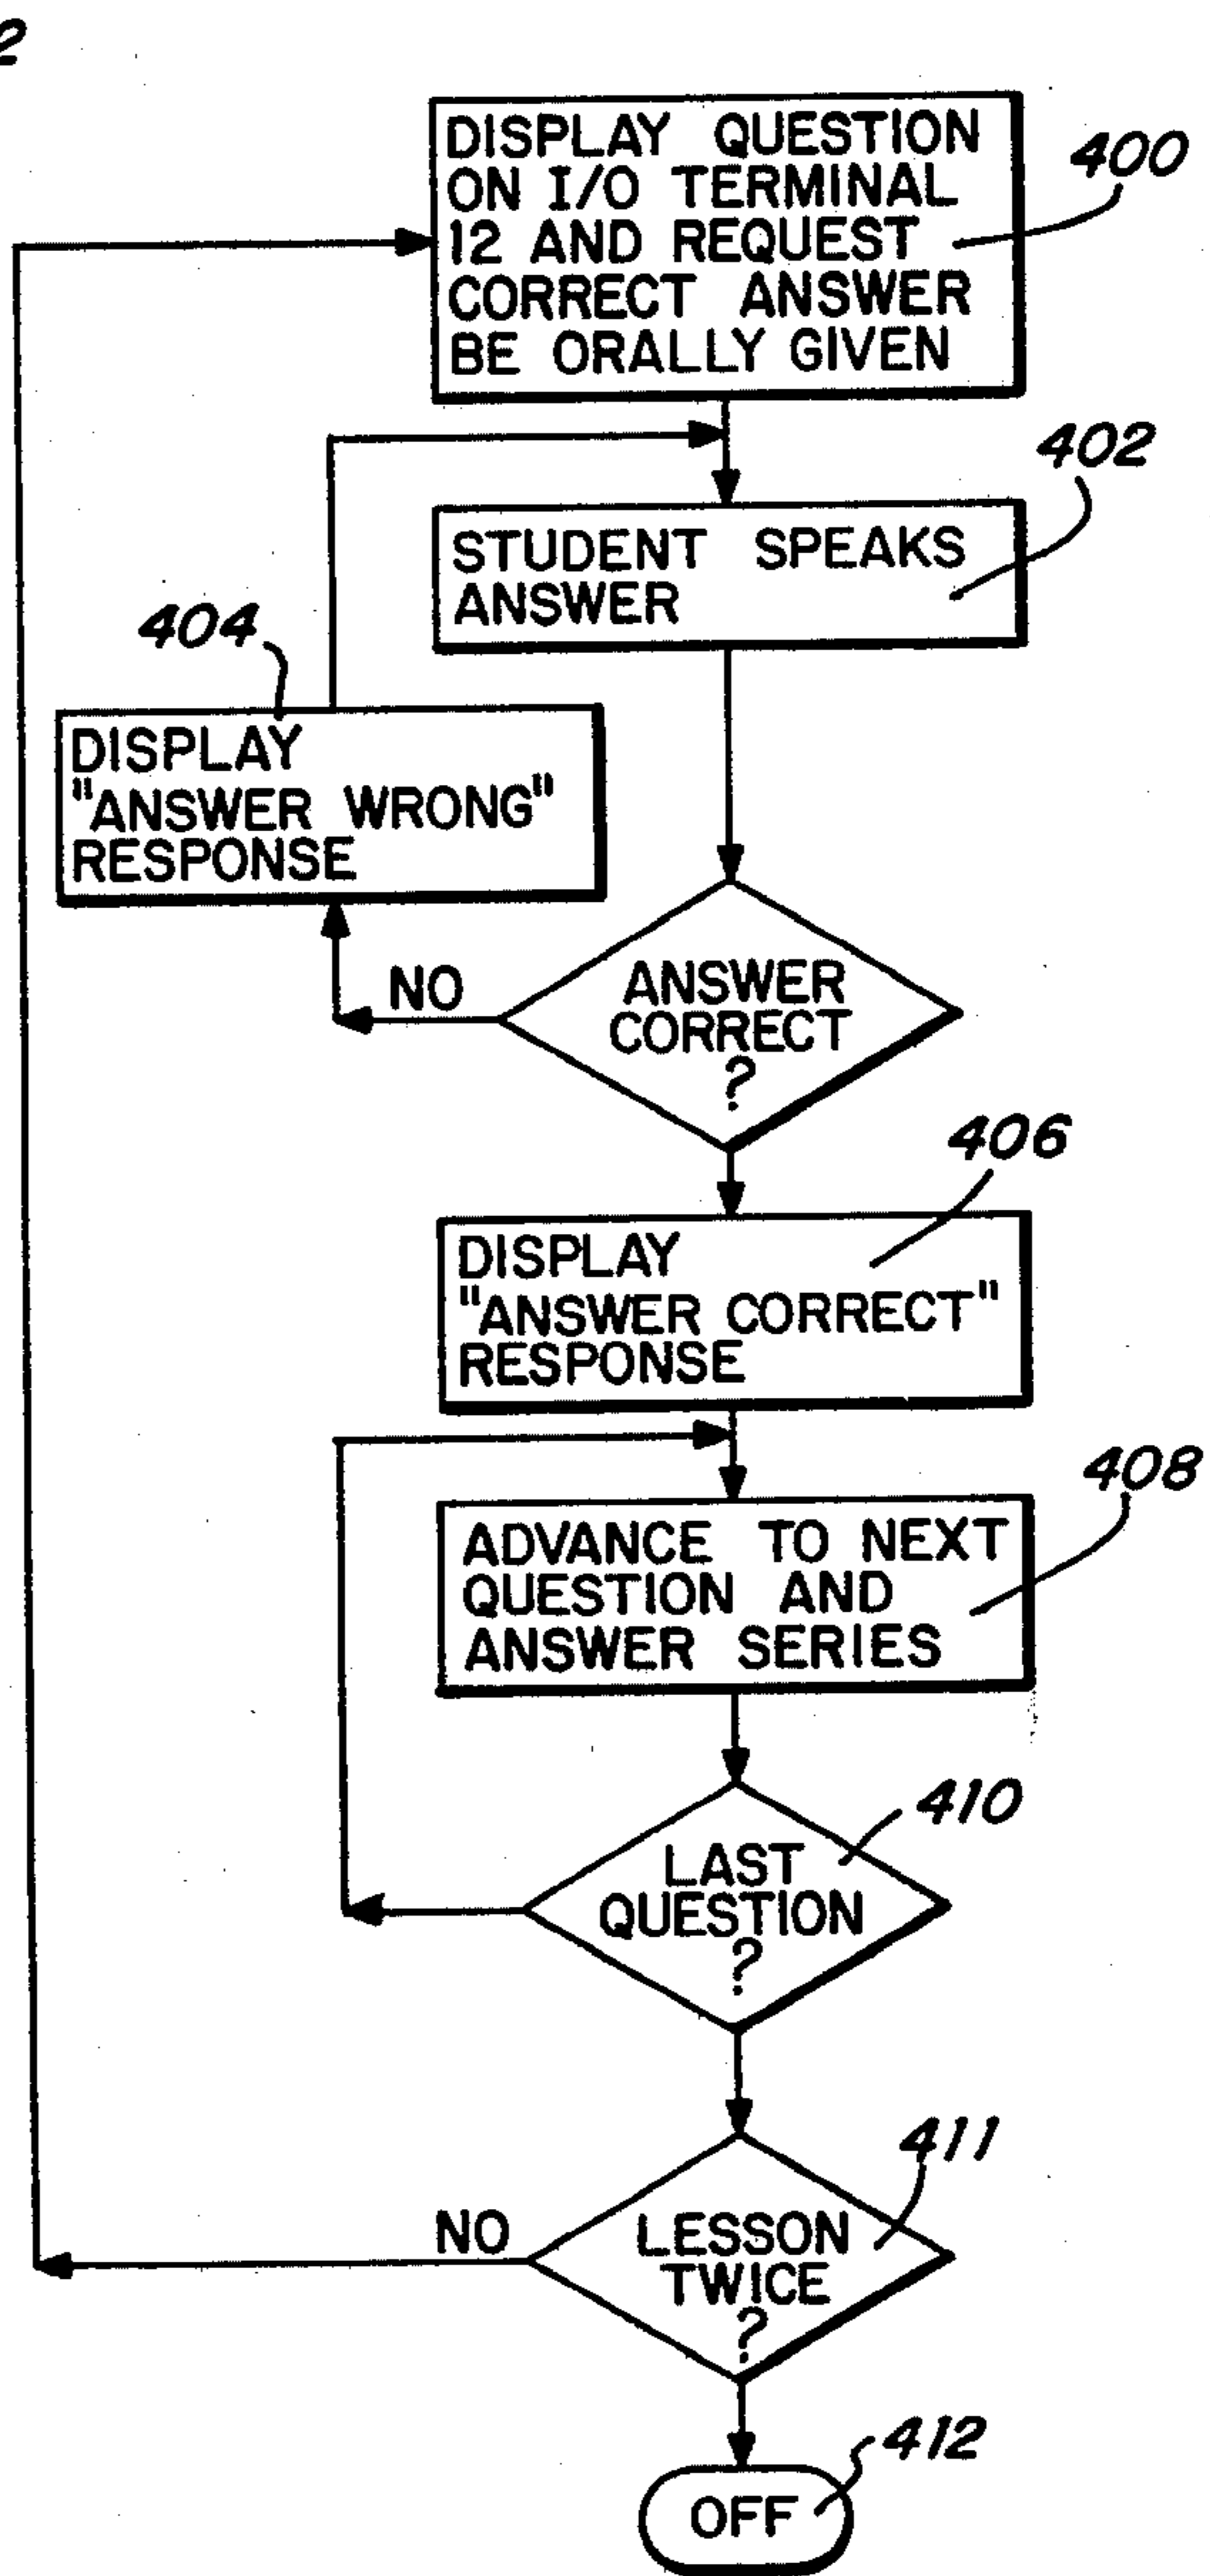 2
DISPLAY QUESTION
ON I/O TERMINAL
12 AND REQUEST
CORRECT ANSWER
BE ORALLY GIVEN
400
402
STUDENT SPEAKS
ANSWER
404
DISPLAY
"ANSWER WRONG"
RESPONSE
NO
ANSWER
CORRECT
?
406
DISPLAY
"ANSWER CORRECT"
RESPONSE
408
ADVANCE TO NEXT
QUESTION AND
ANSWER SERIES
410
LAST
QUESTION
?
411
NO
LESSON
TWICE
?
412
OFF